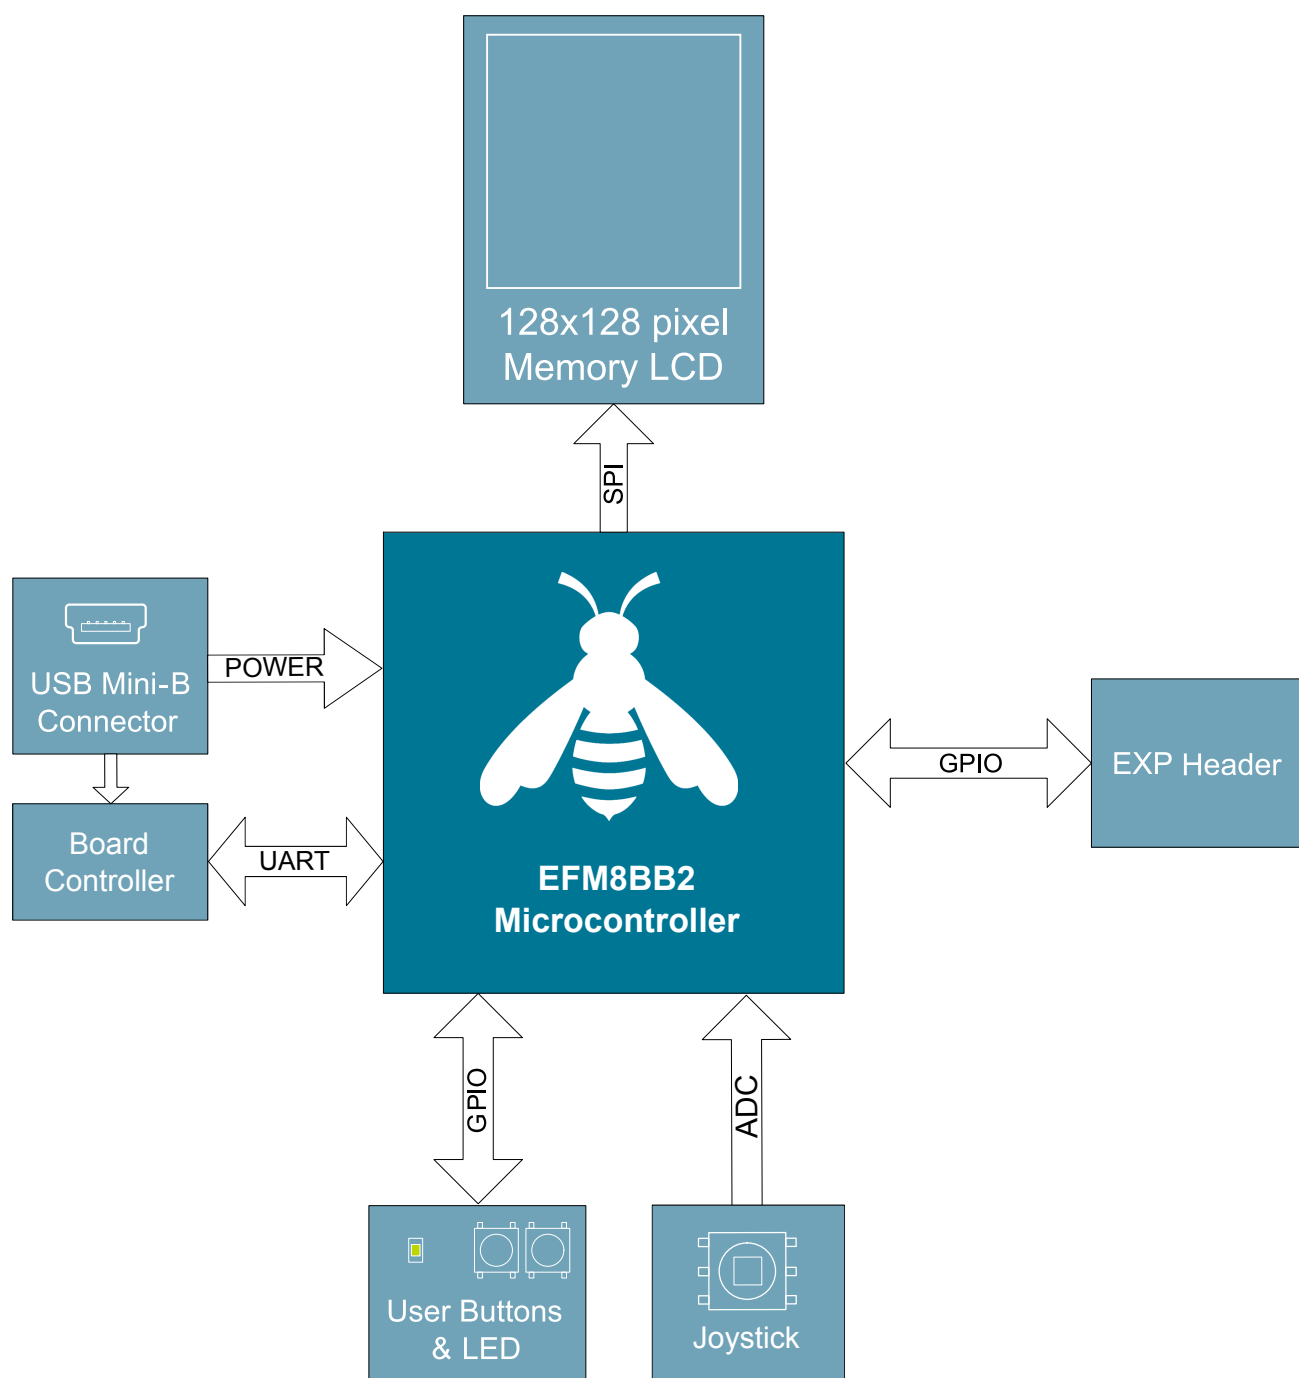 128x128 pixel
Memory LCD
SPI
USB Mini-B
Connector
POWER
EXP Header
GPIO
Board
Controller
UART
EFM8BB2
Microcontroller
GPIO
ADC
User Buttons
& LED
Joystick